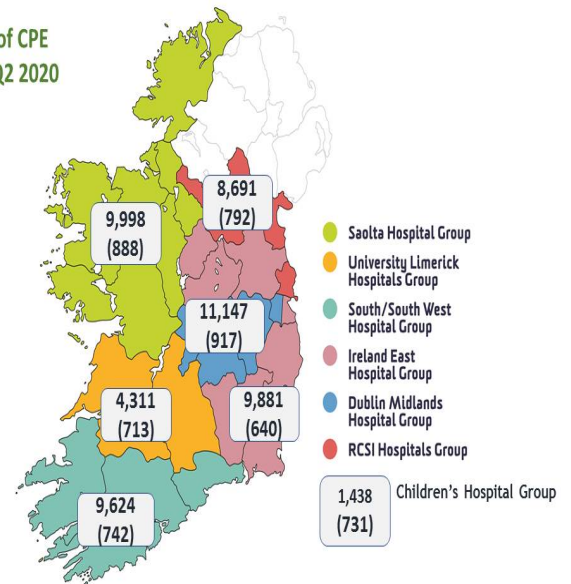 of CPE
Q2 2020
8,691
(792)
9,998
(888)
11,147
(917)
4,311
(713)
9,881
(640)
9,624
(742)
Saolta Hospital Group
University Limerick
Hospitals Group
South/South West
Hospital Group
Ireland East
Hospital Group
Dublin Midlands
Hospital Group
RCSI Hospitals Group
1,438
(731)
Children's Hospital Group